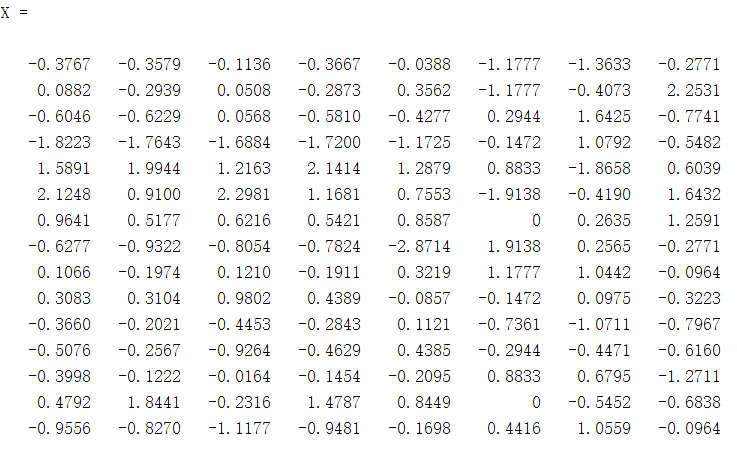 X =
-0.3767 -0.3579 -0.1136 -0.3667 -0.0388 -1.1777 -1.3633 -0.2771
0.0882 -0.2939 0.0508 -0.2873 0.3562 -1.1777 -0.4073 2.2531
-0.6046 -0.6229 0.0568 -0.5810 -0.4277 0.2944 1.6425 -0.7741
-1.8223 -1.7643 -1.6884 -1.7200 -1.1725 -0.1472 1.0792 -0.5482
1.5891 1.9944 1.2163 2.1414 1.2879 0.8833 -1.8658 0.6039
2.1248 0.9100 2.2981 1.1681 0.7553 -1.9138 -0.4190 1.6432
0.9641 0.5177 0.6216 0.5421 0.8587 0 0.2635 1.2591
-0.6277 -0.9322 -0.8054 -0.7824 -2.8714 1.9138 0.2565 -0.2771
0.1066 -0.1974 0.1210 -0.1911 0.3219 1.1777 1.0442 -0.0964
0.3083 0.3104 0.9802 0.4389 -0.0857 -0.1472 0.0975 -0.3223
-0.3660 -0.2021 -0.4453 -0.2843 0.1121 -0.7361 -1.0711 -0.7967
-0.5076 -0.2567 -0.9264 -0.4629 0.4385 -0.2944 -0.4471 -0.6160
-0.3998 -0.1222 -0.0164 -0.1454 -0.2095 0.8833 0.6795 -1.2711
0.4792 1.8441 -0.2316 1.4787 0.8449 0 -0.5452 -0.6838
-0.9556 -0.8270 -1.1177 -0.9481 -0.1698 0.4416 1.0559 -0.0964